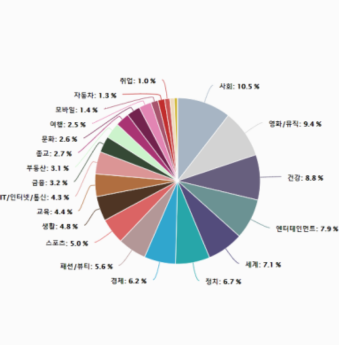 취업: 1.0 %
자동차: 1.3 %
모바일: 1.4 %
여행: 2.5 %
문화: 2.6 %
종교: 2.7 %
부동산: 3.1 %
금융: 3.2 %
IT/인터넷/통신: 4.3 %
교육: 4.4 %
생활: 4.8 %
스포츠: 5.0 %
패션/뷰티: 5.6 %
경제: 6.2 %
정치: 6.7 %
세계: 7.1 %
엔터테인먼트: 7.9 %
건강: 8.8 %
영화/뮤직: 9.4 %
사회: 10.5 %